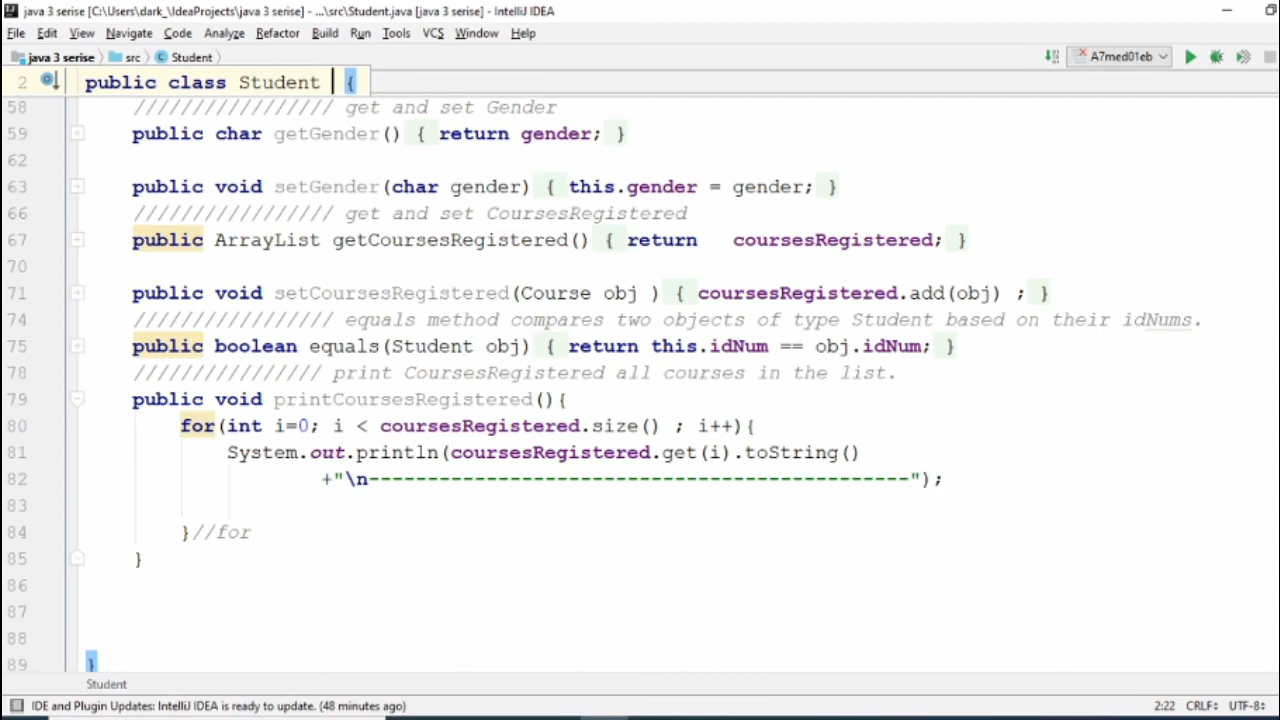 java 3 serise [C:\Users\dark_\IdeaProjects\java 3 serise] - ...\src\Student.java [java 3 serise] - IntelliJ IDEA
File Edit View Navigate Code Analyze Refactor Build Run Tools VCS Window Help
java 3 serise src Student A7med01eb
2 public class Student {
58 ///////////////// get and set Gender
59 public char getGender() { return gender; }
62
63 public void setGender(char gender) { this.gender = gender; }
66 ///////////////// get and set CoursesRegistered
67 public ArrayList getCoursesRegistered() { return   coursesRegistered; }
70
71 public void setCoursesRegistered(Course obj ) { coursesRegistered.add(obj) ; }
74 ///////////////// equals method compares two objects of type Student based on their idNums.
75 public boolean equals(Student obj) { return this.idNum == obj.idNum; }
78 //////////////// print CoursesRegistered all courses in the list.
79 public void printCoursesRegistered(){
80 for(int i=0; i < coursesRegistered.size() ; i++){
81 System.out.println(coursesRegistered.get(i).toString()
82 +"\n----------------------------------------------");
83
84 }//for
85 }
86
87
88
89 }
Student
IDE and Plugin Updates: IntelliJ IDEA is ready to update. (48 minutes ago) 2:22 CRLF UTF-8